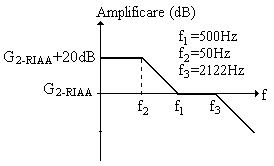 Amplificare (dB)
f1=500Hz
f2=50Hz
f3=2122Hz
G2-RIAA+20dB
G2-RIAA
f2 f1 f3 f